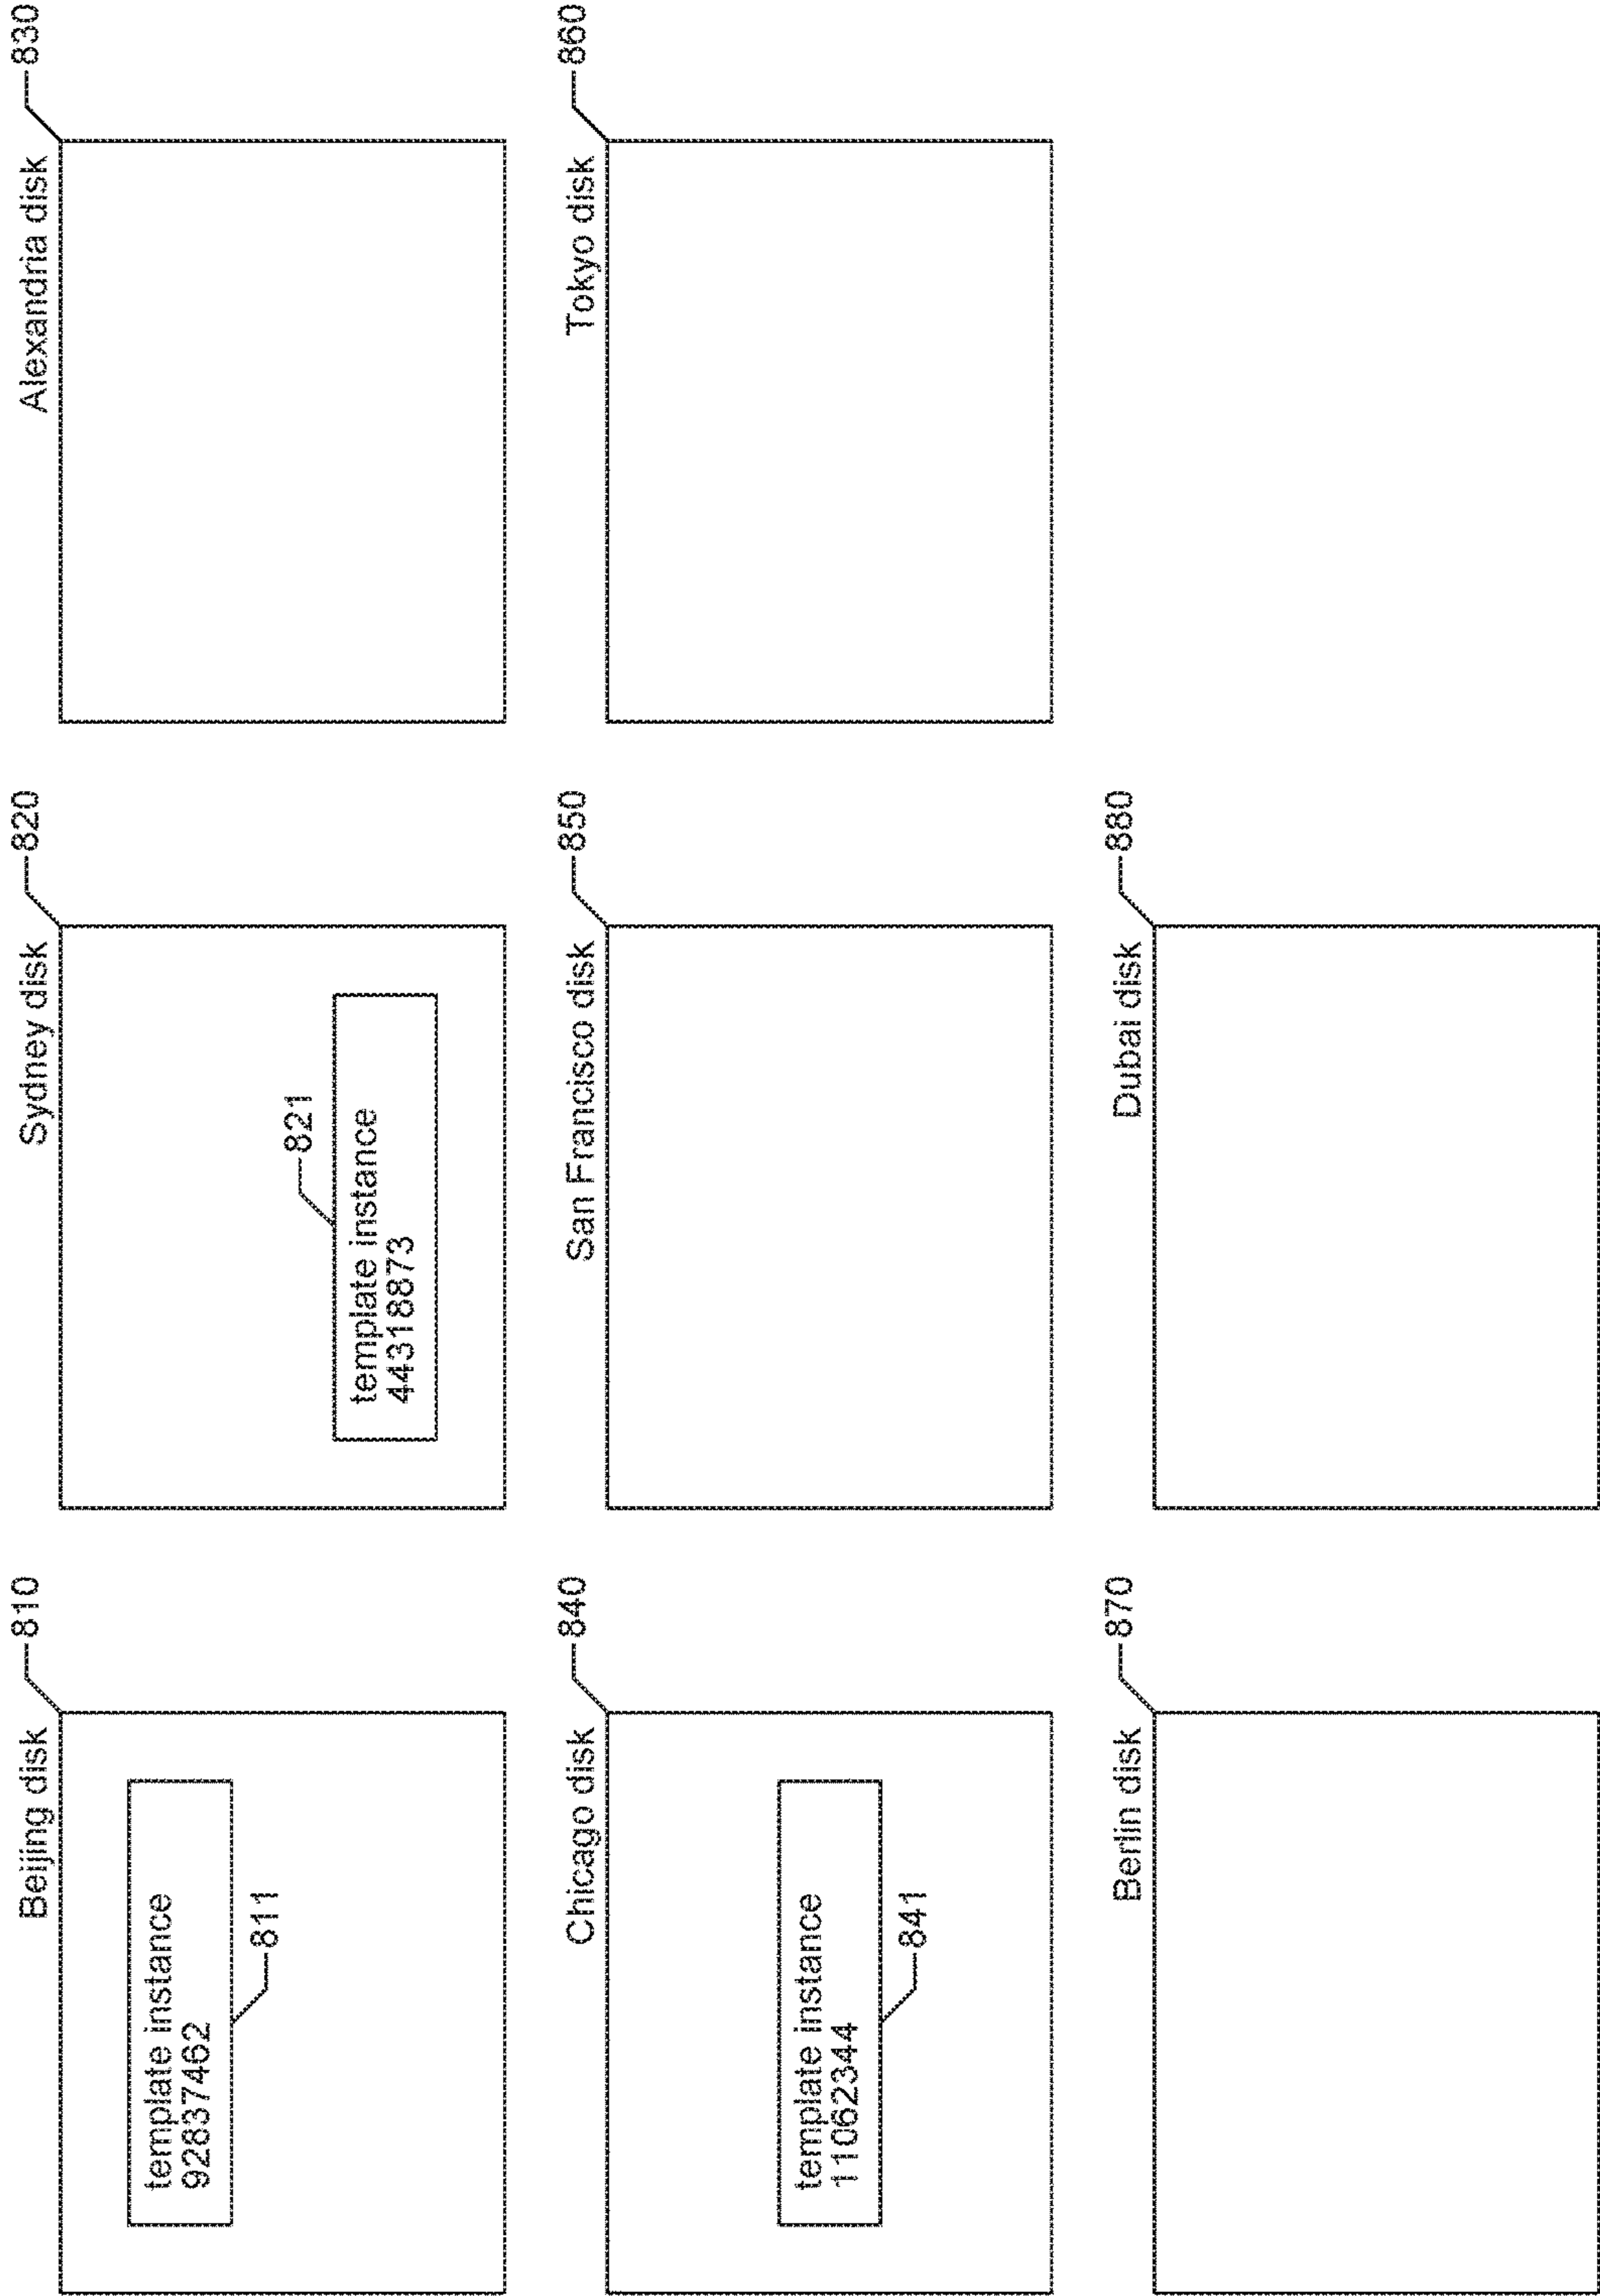 Beijing disk
810
template instance
92837462
811
Sydney disk
820
821
template instance
44318873
Alexandria disk
830
Chicago disk
840
template instance
11062344
841
San Francisco disk
850
Tokyo disk
860
Berlin disk
870
Dubai disk
880